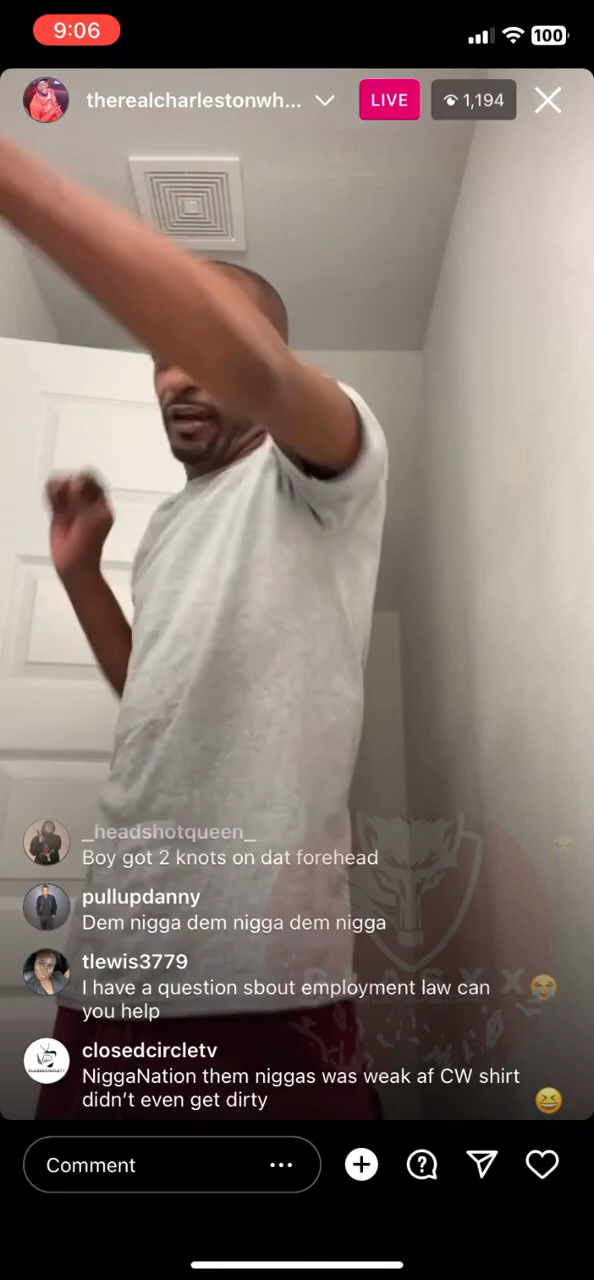 9:06
100
therealcharlestonwh...
LIVE
1,194
_headshotqueen_
Boy got 2 knots on dat forehead
pullupdanny
Dem nigga dem nigga dem nigga
tlewis3779
I have a question sbout employment law can
you help
closedcircletv
NiggaNation them niggas was weak af CW shirt
didn’t even get dirty
Comment